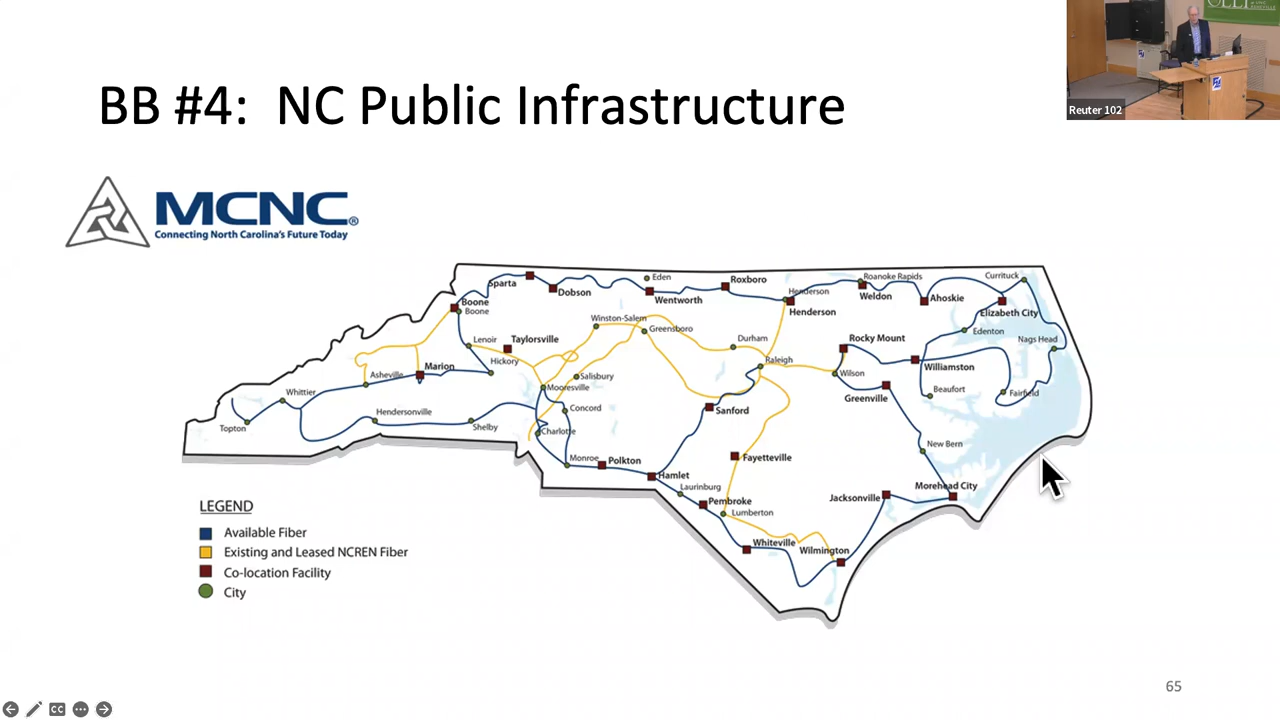 OLLI
Reuter 102
BB #4:  NC Public Infrastructure
MCNC®
Connecting North Carolina's Future Today
Sparta
Dobson
Eden
Wentworth
Roxboro
Henderson
Henderson
Roanoke Rapids
Weldon
Ahoskie
Currituck
Elizabeth City
Boone
Boone
Winston-Salem
Greensboro
Durham
Lenoir
Taylorsville
Hickory
Raleigh
Rocky Mount
Edenton
Nags Head
Asheville
Marion
Salisbury
Mooresville
Wilson
Williamston
Whittier
Greenville
Beaufort
Fairfield
Topton
Hendersonville
Shelby
Concord
Charlotte
Sanford
New Bern
Monroe
Polkton
Hamlet
Fayetteville
Laurinburg
Pembroke
Lumberton
Jacksonville
Morehead City
Whiteville
Wilmington
LEGEND
Available Fiber
Existing and Leased NCREN Fiber
Co-location Facility
City
65
CC